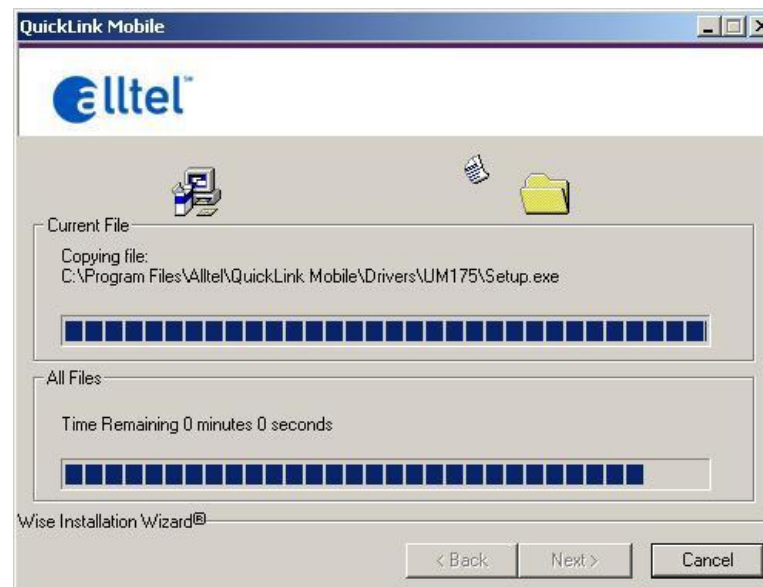 QuickLink Mobile
alltel℠
Current File
Copying file:
C:\Program Files\Alltel\QuickLink Mobile\Drivers\UM175\Setup.exe
All Files
Time Remaining 0 minutes 0 seconds
Wise Installation Wizard®
< Back
Next >
Cancel